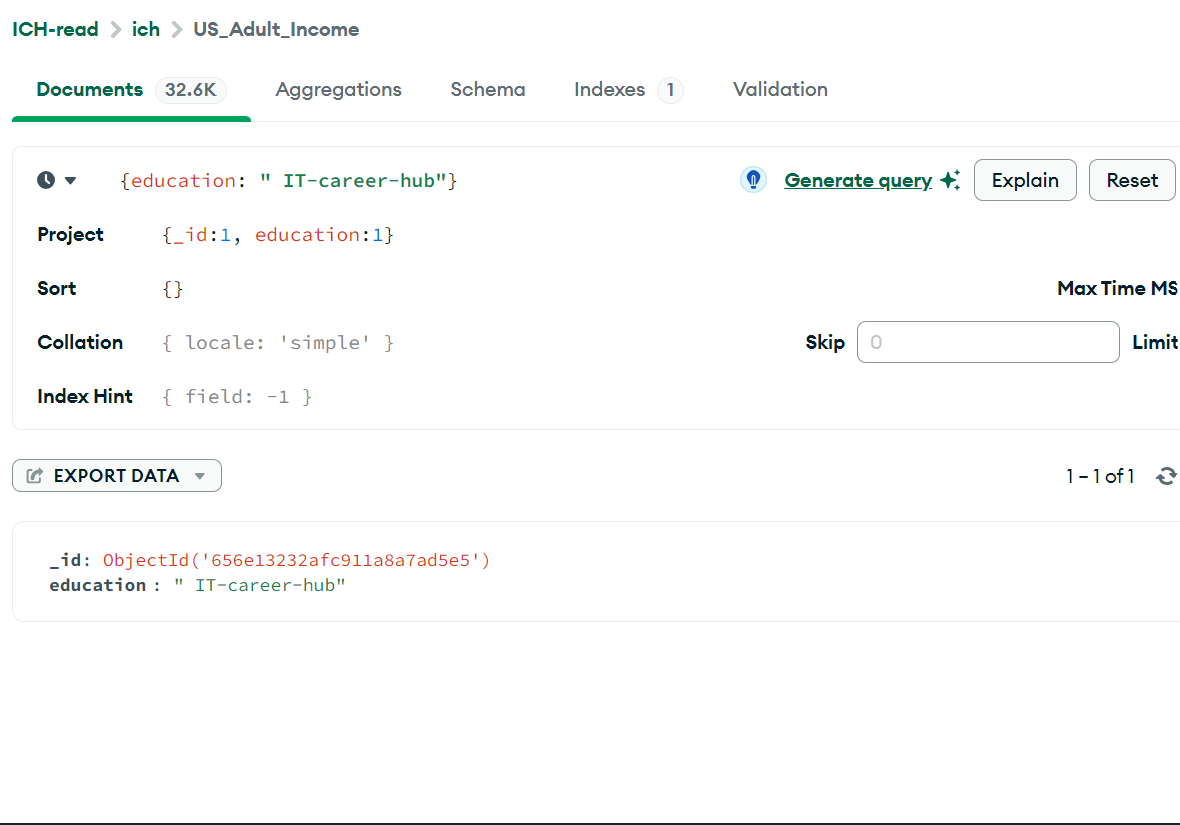 ICH-read > ich > US_Adult_Income
Documents 32.6K Aggregations Schema Indexes 1 Validation
{education: " IT-career-hub"} Generate query Explain Reset
Project {_id:1, education:1}
Sort {} Max Time MS
Collation { locale: 'simple' } Skip 0 Limit
Index Hint { field: -1 }
EXPORT DATA 1 – 1 of 1
_id: ObjectId('656e13232afc911a8a7ad5e5')
education : " IT-career-hub"